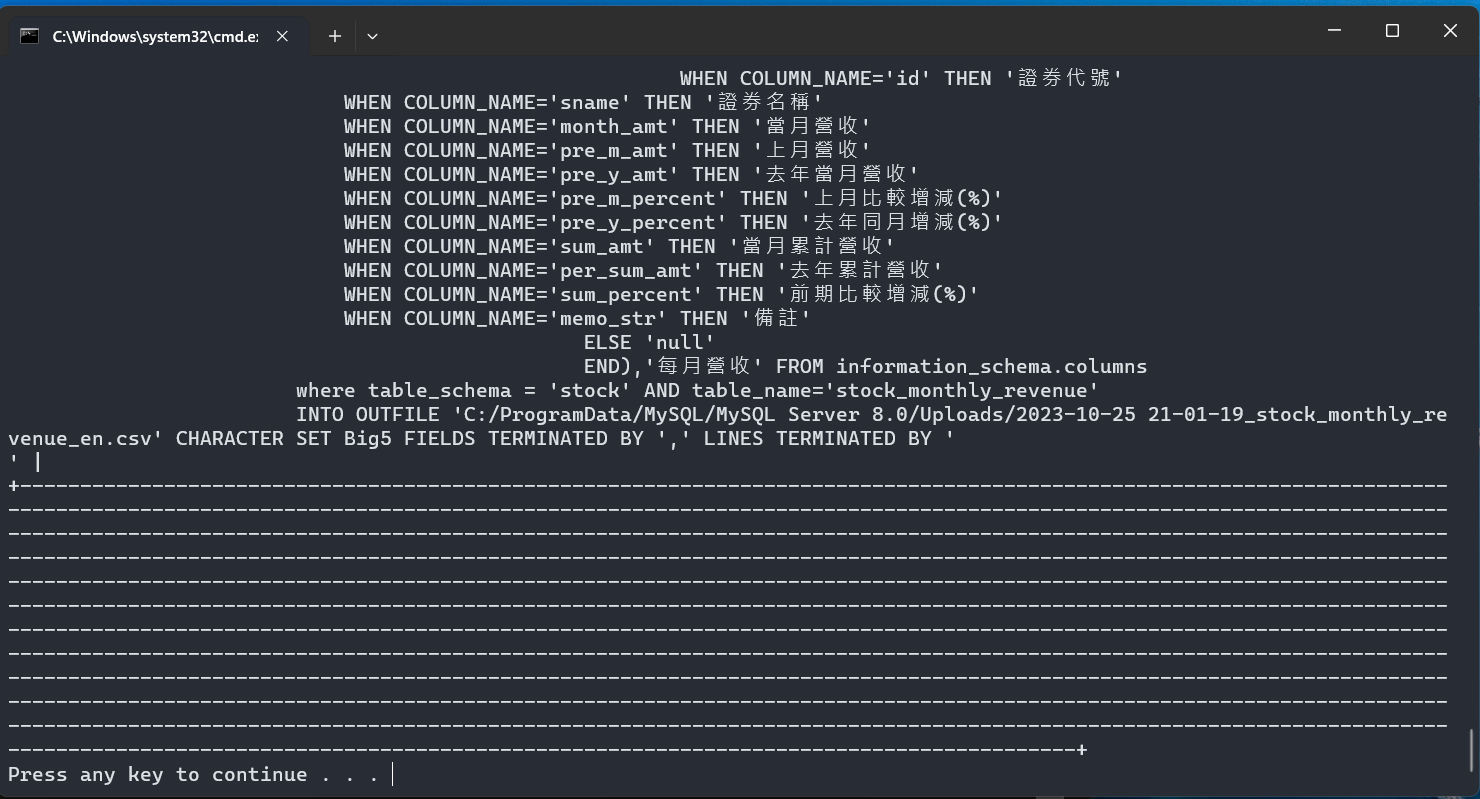 C:\Windows\system32\cmd.e
WHEN COLUMN_NAME='id' THEN '證券代號'
WHEN COLUMN_NAME='sname' THEN '證券名稱'
WHEN COLUMN_NAME='month_amt' THEN '當月營收'
WHEN COLUMN_NAME='pre_m_amt' THEN '上月營收'
WHEN COLUMN_NAME='pre_y_amt' THEN '去年當月營收'
WHEN COLUMN_NAME='pre_m_percent' THEN '上月比較增減(%)'
WHEN COLUMN_NAME='pre_y_percent' THEN '去年同月增減(%)'
WHEN COLUMN_NAME='sum_amt' THEN '當月累計營收'
WHEN COLUMN_NAME='per_sum_amt' THEN '去年累計營收'
WHEN COLUMN_NAME='sum_percent' THEN '前期比較增減(%)'
WHEN COLUMN_NAME='memo_str' THEN '備註'
ELSE 'null'
END),'每月營收' FROM information_schema.columns
where table_schema = 'stock' AND table_name='stock_monthly_revenue'
INTO OUTFILE 'C:/ProgramData/MySQL/MySQL Server 8.0/Uploads/2023-10-25 21-01-19_stock_monthly_re
venue_en.csv' CHARACTER SET Big5 FIELDS TERMINATED BY ',' LINES TERMINATED BY '
' |
Press any key to continue . . .